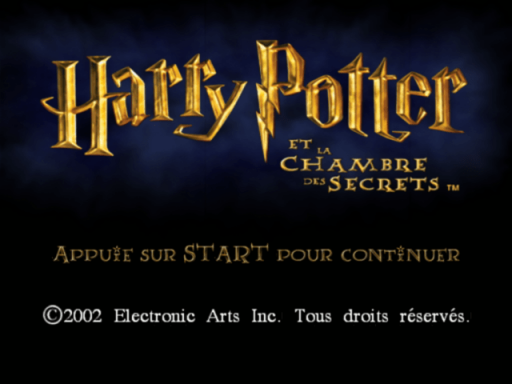 Harry Potter
ET LA
CHAMBRE
DES SECRETS ™
APPUIE SUR START POUR CONTINUER
©2002 Electronic Arts Inc. Tous droits réservés.